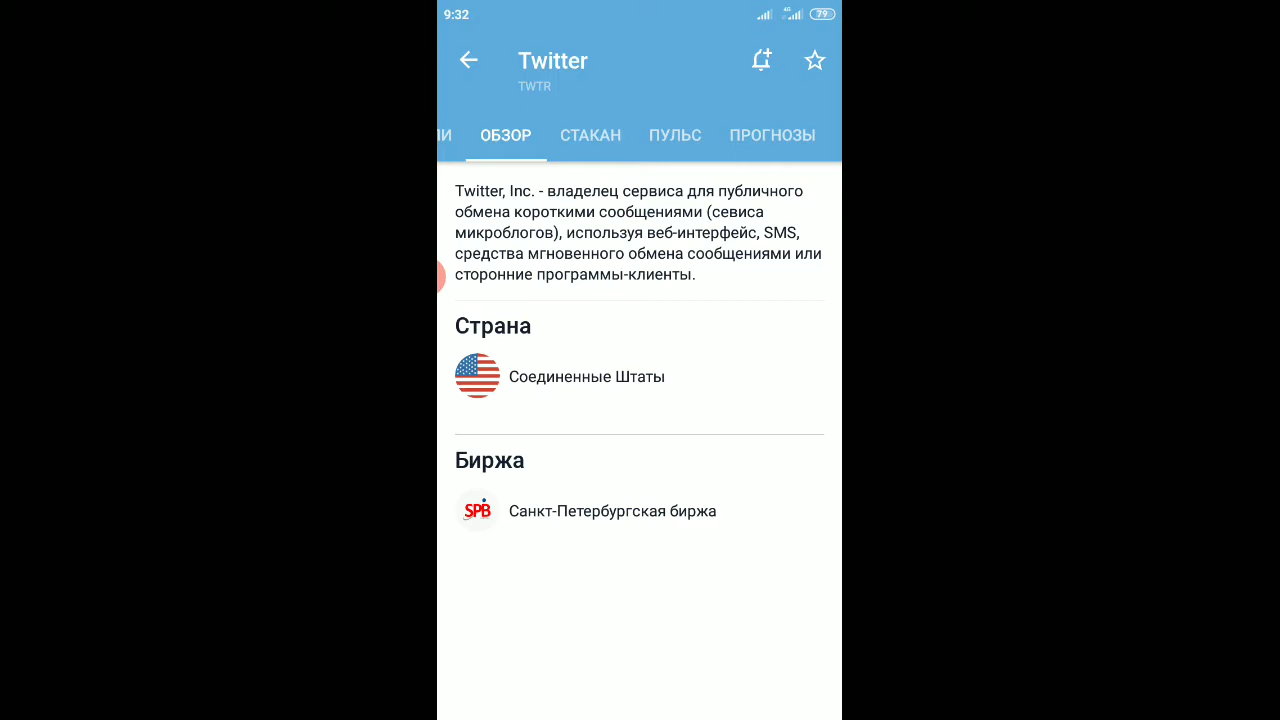 9:32
4G
79
Twitter
TWTR
ЛИ ОБЗОР СТАКАН ПУЛЬС ПРОГНОЗЫ
Twitter, Inc. - владелец сервиса для публичного
обмена короткими сообщениями (севиса
микроблогов), используя веб-интерфейс, SMS,
средства мгновенного обмена сообщениями или
сторонние программы-клиенты.
Страна
Соединенные Штаты
Биржа
SPB
Санкт-Петербургская биржа